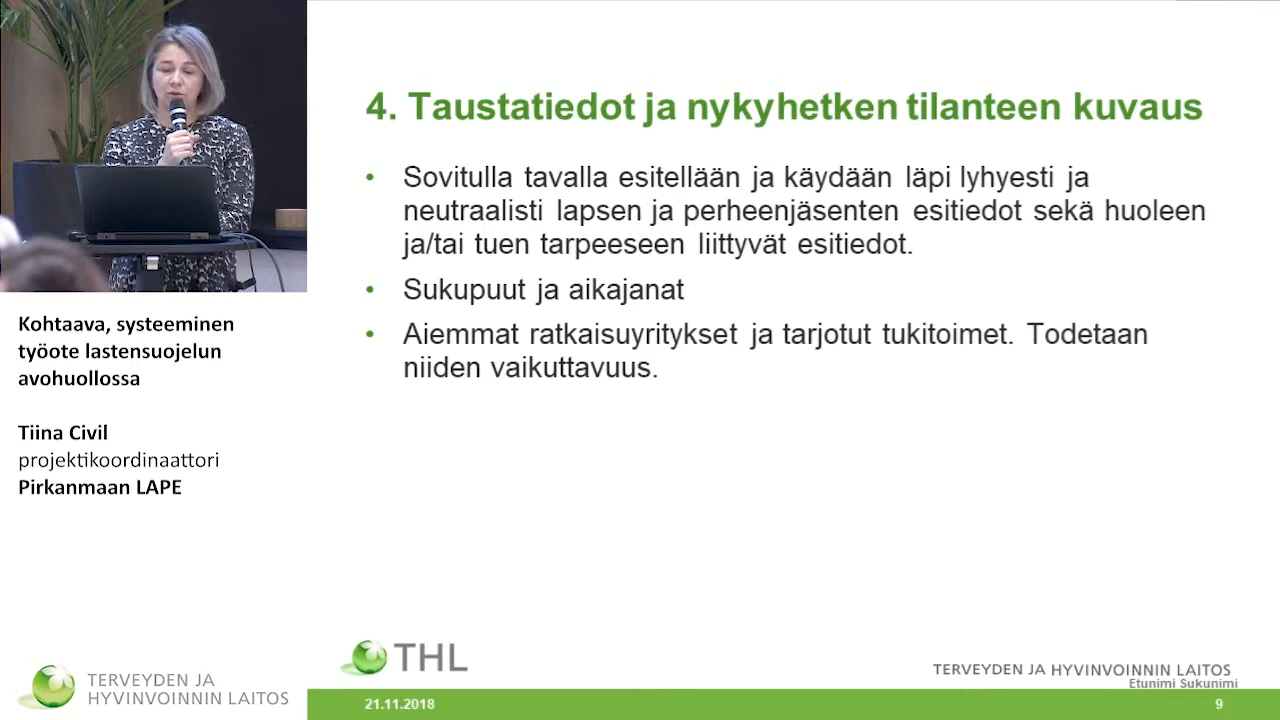 4. Taustatiedot ja nykyhetken tilanteen kuvaus
• Sovitulla tavalla esitellään ja käydään läpi lyhyesti ja
neutraalisti lapsen ja perheenjäsenten esitiedot sekä huoleen
ja/tai tuen tarpeeseen liittyvät esitiedot.
• Sukupuut ja aikajanat
• Aiemmat ratkaisuyritykset ja tarjotut tukitoimet. Todetaan
niiden vaikuttavuus.
Kohtaava, systeeminen
työote lastensuojelun
avohuollossa
Tiina Civil
projektikoordinaattori
Pirkanmaan LAPE
TERVEYDEN JA
HYVINVOINNIN LAITOS
THL
TERVEYDEN JA HYVINVOINNIN LAITOS
Etunimi Sukunimi
21.11.2018
9